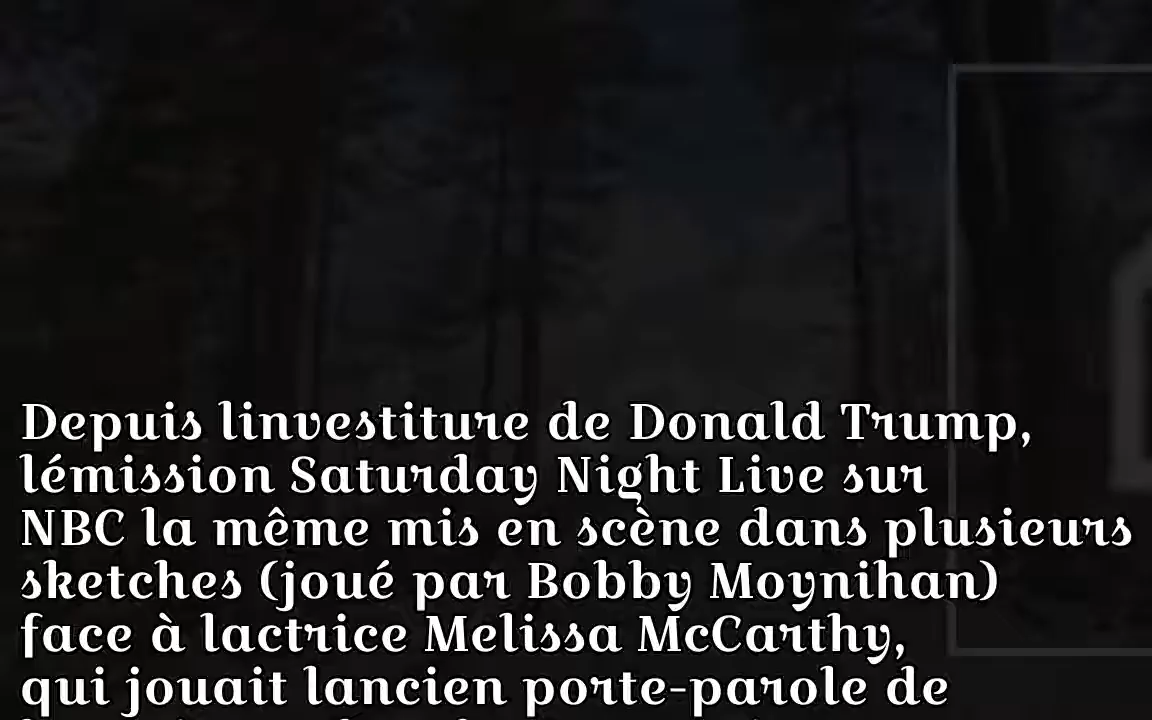 Depuis linvestiture de Donald Trump,
lémission Saturday Night Live sur
NBC la même mis en scène dans plusieurs
sketches (joué par Bobby Moynihan)
face à lactrice Melissa McCarthy,
qui jouait lancien porte-parole de